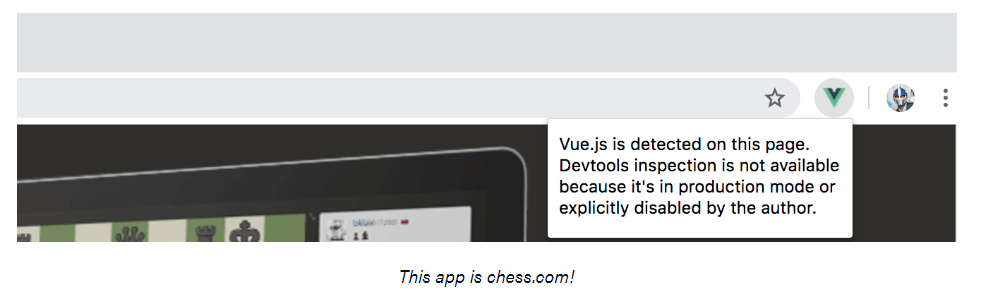 Vue.js is detected on this page.
Devtools inspection is not available
because it's in production mode or
explicitly disabled by the author.
This app is chess.com!